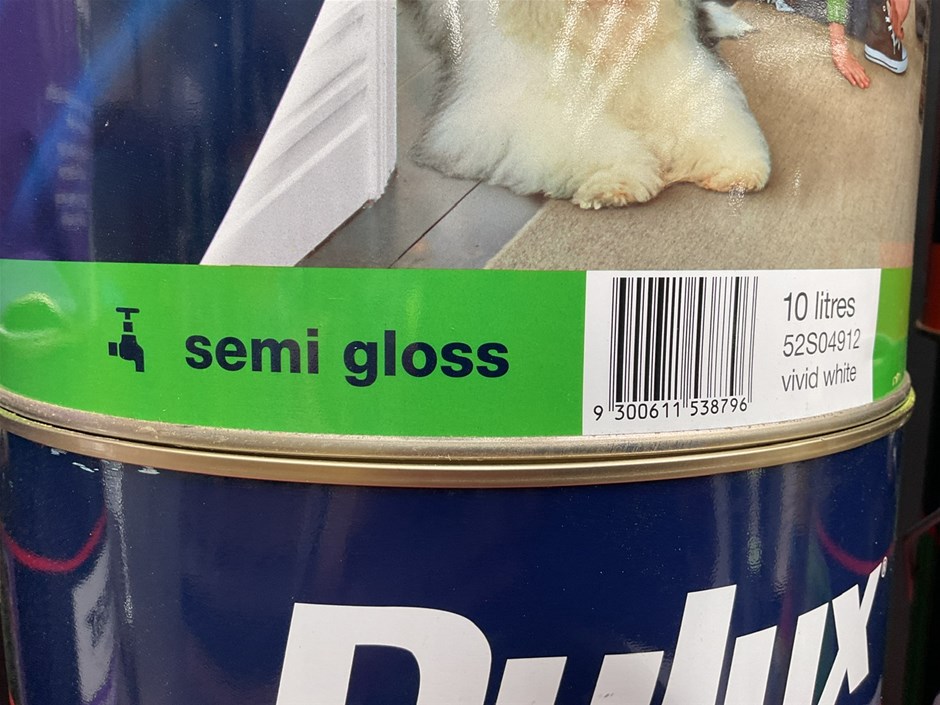 semi gloss
10 litres
52S04912
vivid white
9 300611 538796
Dulux